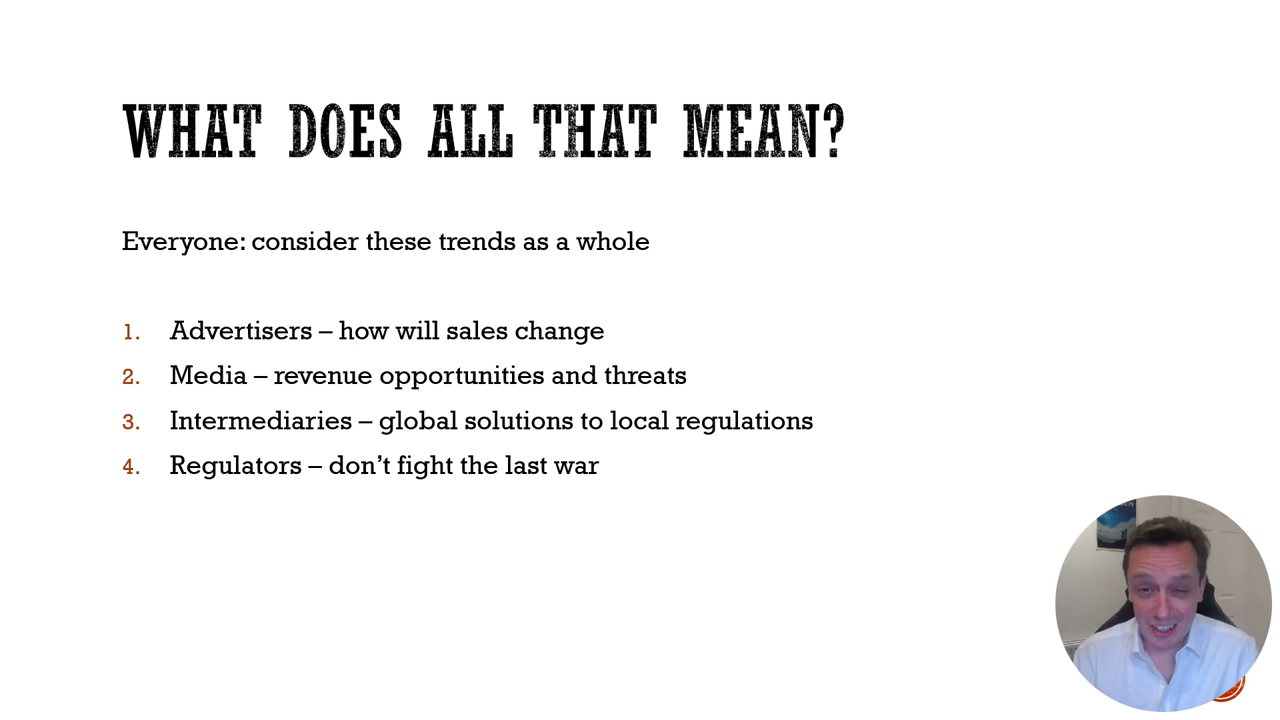 WHAT DOES ALL THAT MEAN?
Everyone: consider these trends as a whole
1. Advertisers – how will sales change
2. Media – revenue opportunities and threats
3. Intermediaries – global solutions to local regulations
4. Regulators – don’t fight the last war